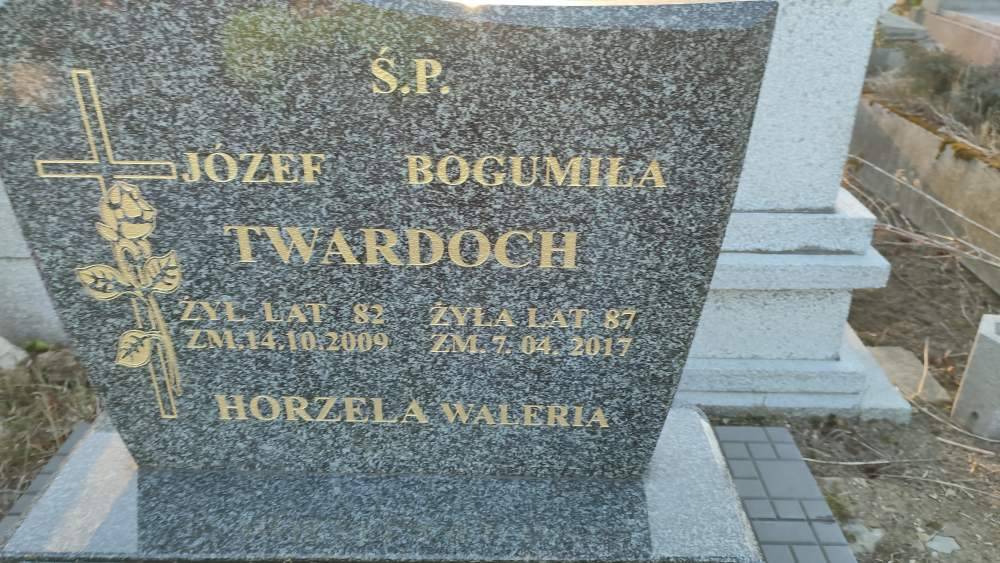 Ś.P.
JÓZEF BOGUMIŁA
TWARDOCH
ŻYŁ LAT 82 ŻYŁA LAT 87
ZM.14.10.2009 ZM. 7. 04. 2017
HORZELA WALERIA